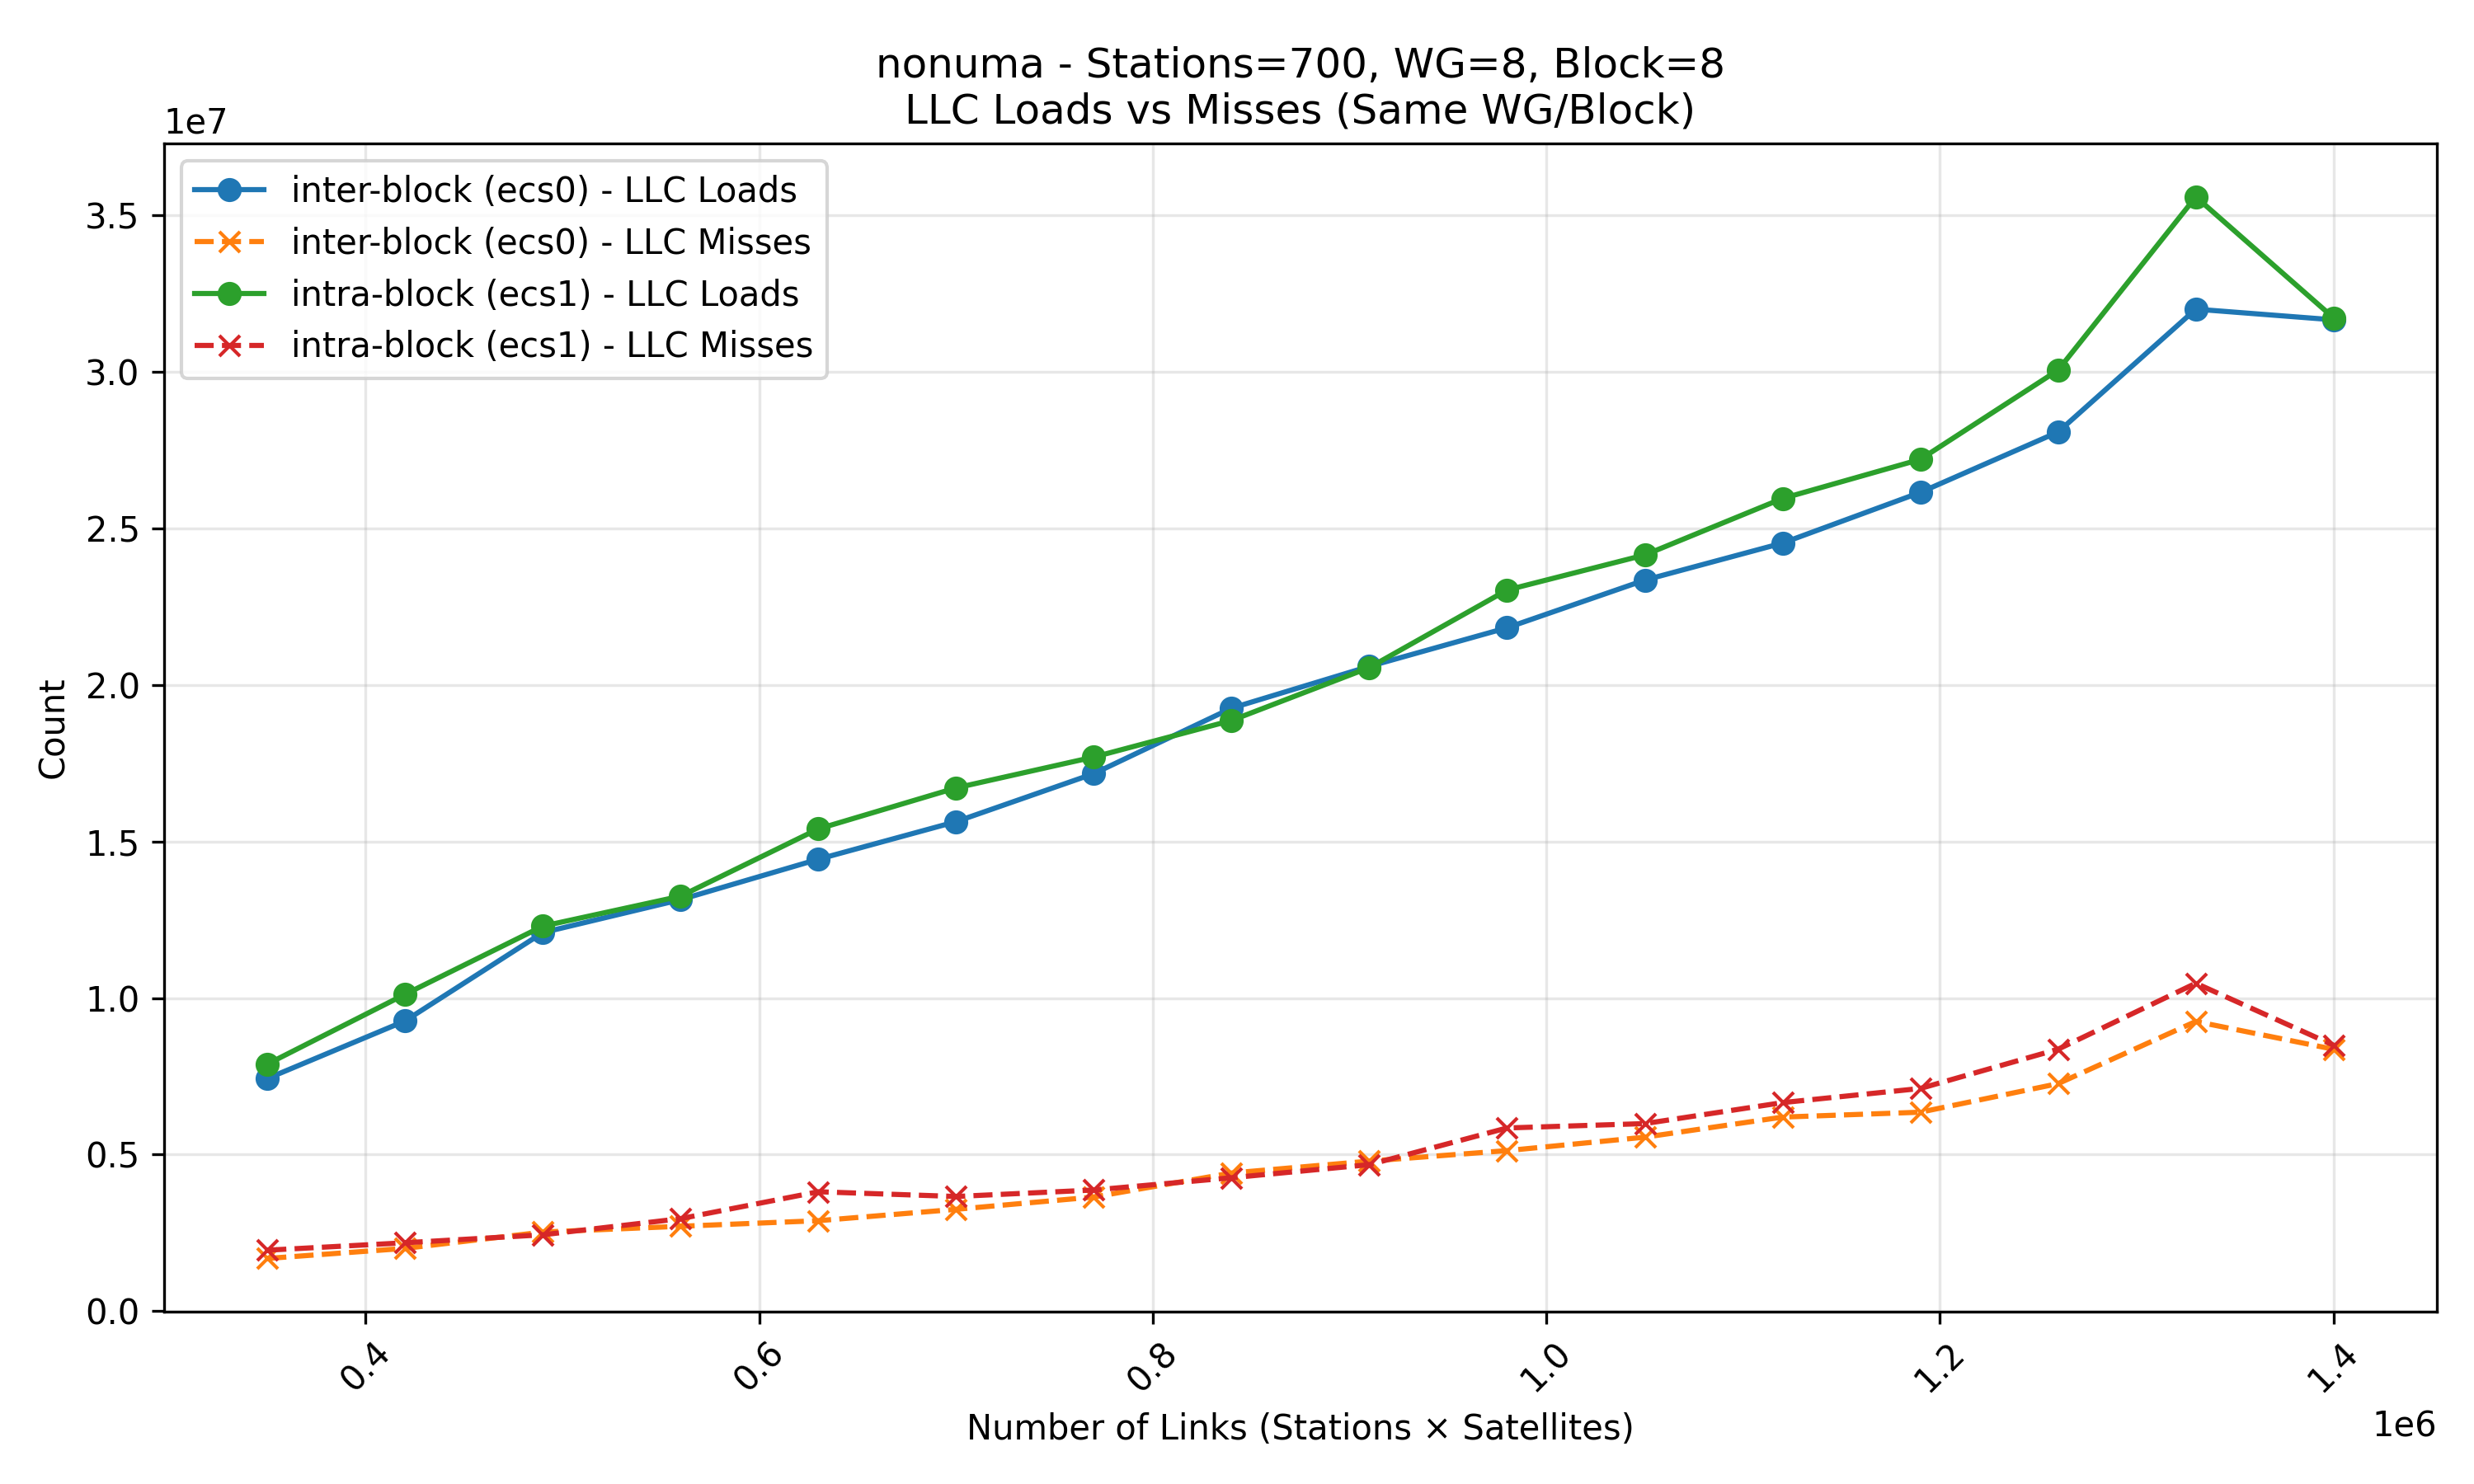 nonuma - Stations=700, WG=8, Block=8
LLC Loads vs Misses (Same WG/Block)
1e7
inter-block (ecs0) - LLC Loads
inter-block (ecs0) - LLC Misses
intra-block (ecs1) - LLC Loads
intra-block (ecs1) - LLC Misses
3.5
3.0
2.5
2.0
1.5
1.0
0.5
0.0
Count
0.4
0.6
0.8
1.0
1.2
1.4
Number of Links (Stations × Satellites)
1e6